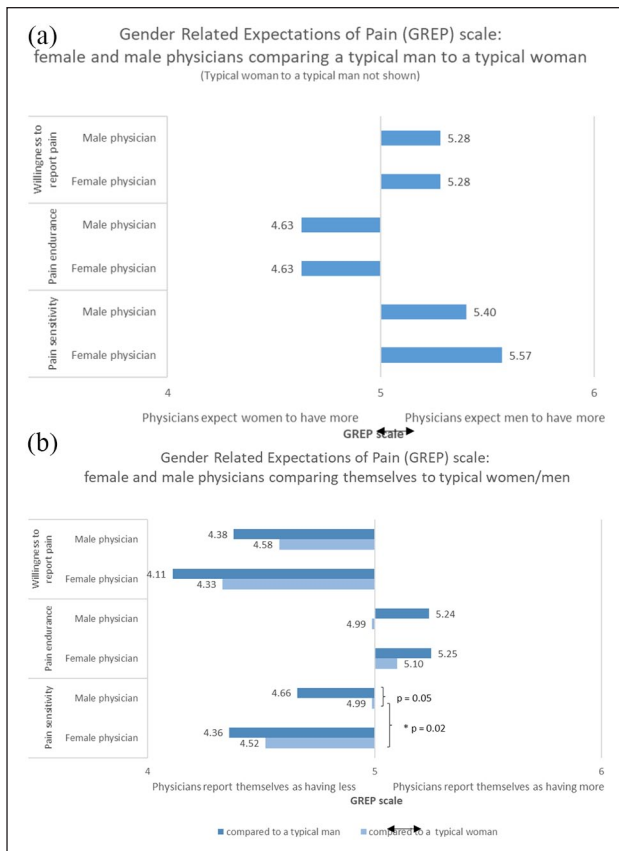 (a)
Gender Related Expectations of Pain (GREP) scale:
female and male physicians comparing a typical man to a typical woman
(Typical woman to a typical man not shown)
Willingness to
report pain
Male physician
5.28
Female physician
5.28
Pain endurance
Male physician
4.63
Female physician
4.63
Pain sensitivity
Male physician
5.40
Female physician
5.57
4 5 6
Physicians expect women to have more Physicians expect men to have more
GREP scale
(b)
Gender Related Expectations of Pain (GREP) scale:
female and male physicians comparing themselves to typical women/men
Willingness to
report pain
Male physician
4.38
4.58
Female physician
4.11
4.33
Pain endurance
Male physician
5.24
4.99
Female physician
5.25
5.10
Pain sensitivity
Male physician
4.66
4.99
p = 0.05
* p = 0.02
Female physician
4.36
4.52
4 5 6
Physicians report themselves as having less Physicians report themselves as having more
GREP scale
compared to a typical man compared to a typical woman